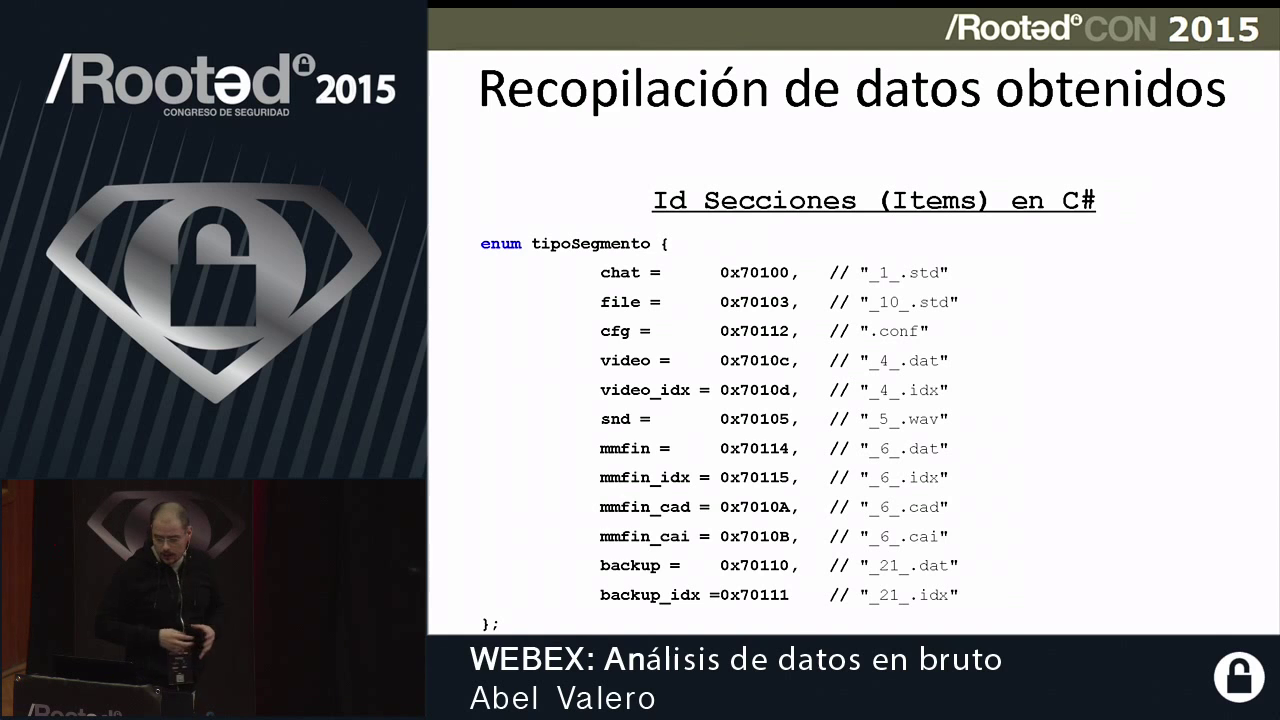 /Rootəd CON 2015
/Rootəd 2015
CONGRESO DE SEGURIDAD
Recopilación de datos obtenidos
Id Secciones (Items) en C#
enum tipoSegmento {
chat = 0x70100, // "_1_.std"
file = 0x70103, // "_10_.std"
cfg = 0x70112, // ".conf"
video = 0x7010c, // "_4_.dat"
video_idx = 0x7010d, // "_4_.idx"
snd = 0x70105, // "_5_.wav"
mmfin = 0x70114, // "_6_.dat"
mmfin_idx = 0x70115, // "_6_.idx"
mmfin_cad = 0x7010A, // "_6_.cad"
mmfin_cai = 0x7010B, // "_6_.cai"
backup = 0x70110, // "_21_.dat"
backup_idx =0x70111 // "_21_.idx"
};
/Rootəd
WEBEX: Análisis de datos en bruto
Abel Valero